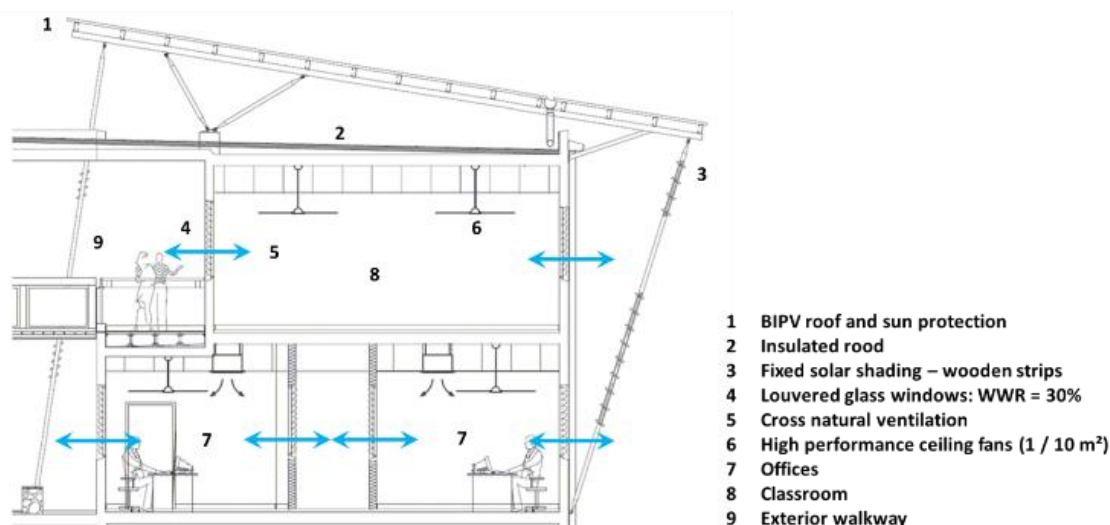 1
2
3
4
5
6
7
7
8
9
1 BIPV roof and sun protection
2 Insulated rood
3 Fixed solar shading – wooden strips
4 Louvered glass windows: WWR = 30%
5 Cross natural ventilation
6 High performance ceiling fans (1 / 10 m²)
7 Offices
8 Classroom
9 Exterior walkway